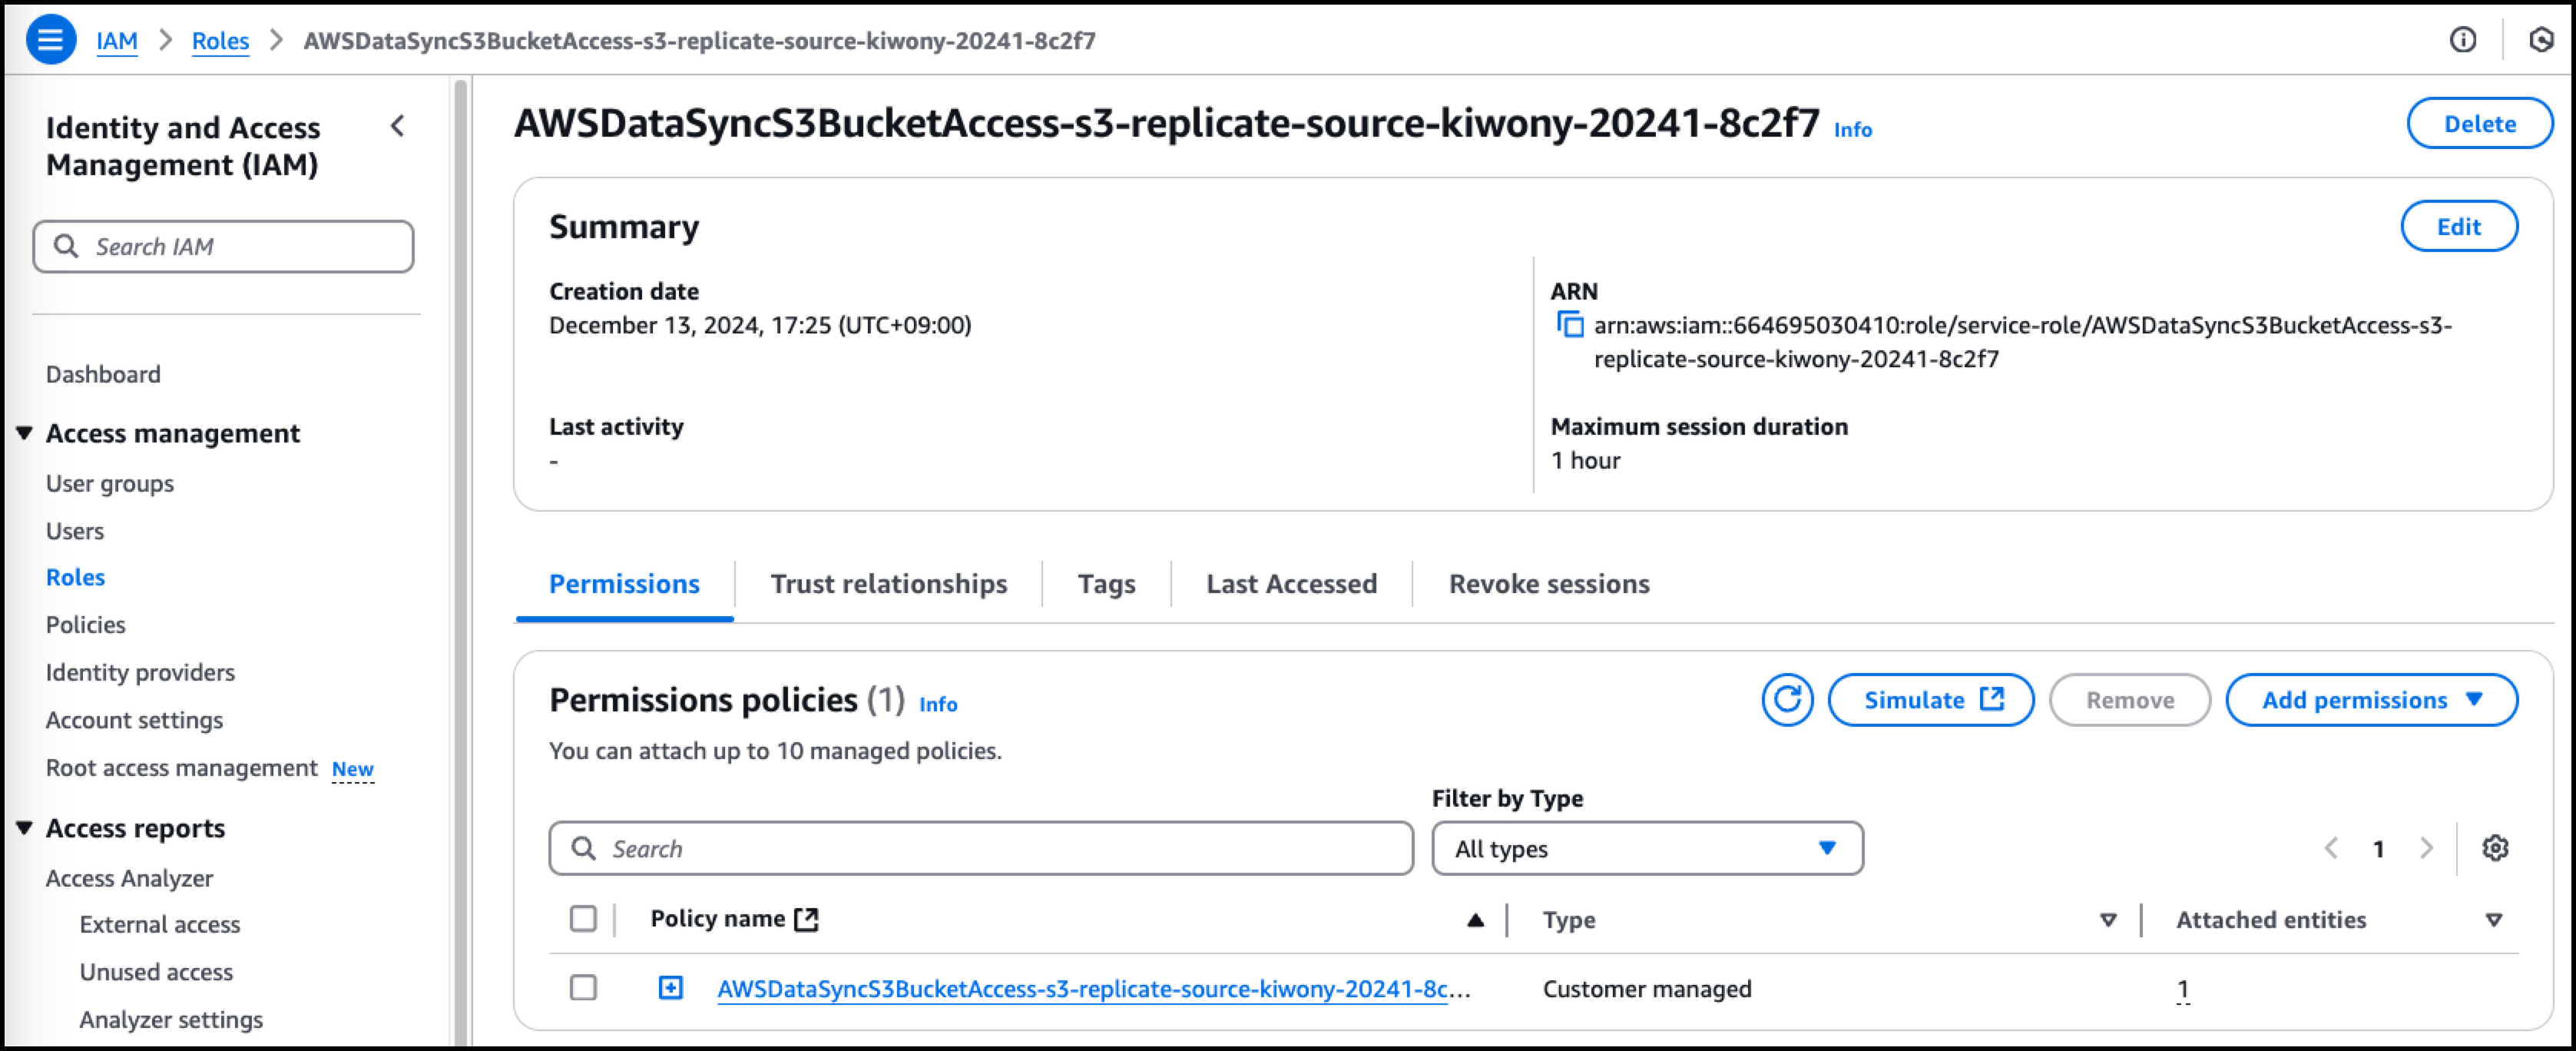 IAM > Roles > AWSDataSyncS3BucketAccess-s3-replicate-source-kiwony-20241-8c2f7
Identity and Access
Management (IAM)
Search IAM
Dashboard
Access management
User groups
Users
Roles
Policies
Identity providers
Account settings
Root access management New
Access reports
Access Analyzer
External access
Unused access
Analyzer settings
AWSDataSyncS3BucketAccess-s3-replicate-source-kiwony-20241-8c2f7 Info
Delete
Summary
Edit
Creation date
December 13, 2024, 17:25 (UTC+09:00)
ARN
arn:aws:iam::664695030410:role/service-role/AWSDataSyncS3BucketAccess-s3-
replicate-source-kiwony-20241-8c2f7
Last activity
-
Maximum session duration
1 hour
Permissions Trust relationships Tags Last Accessed Revoke sessions
Permissions policies (1) Info
Simulate Remove Add permissions
You can attach up to 10 managed policies.
Filter by Type
Search
All types
1
Policy name Type Attached entities
AWSDataSyncS3BucketAccess-s3-replicate-source-kiwony-20241-8c... Customer managed 1